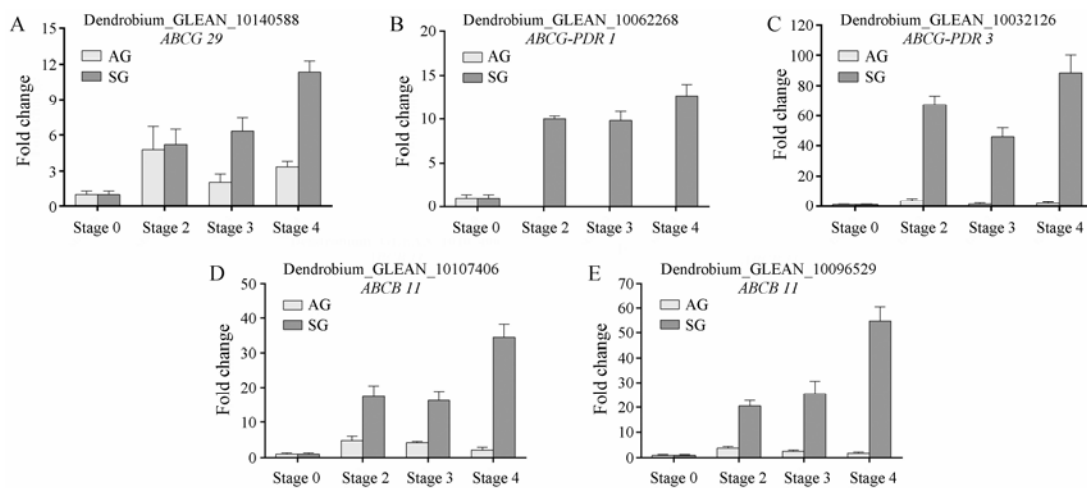 A
Dendrobium_GLEAN_10140588
ABCG 29
AG
SG
Fold change
15
12
9
6
3
0
Stage 0 Stage 2 Stage 3 Stage 4
B
Dendrobium_GLEAN_10062268
ABCG-PDR 1
AG
SG
Fold change
20
15
10
5
0
Stage 0 Stage 2 Stage 3 Stage 4
C
Dendrobium_GLEAN_10032126
ABCG-PDR 3
AG
SG
Fold change
120
100
80
60
40
20
0
Stage 0 Stage 2 Stage 3 Stage 4
D
Dendrobium_GLEAN_10107406
ABCB 11
AG
SG
Fold change
50
40
30
20
10
0
Stage 0 Stage 2 Stage 3 Stage 4
E
Dendrobium_GLEAN_10096529
ABCB 11
AG
SG
Fold change
70
60
50
40
30
20
10
0
Stage 0 Stage 2 Stage 3 Stage 4